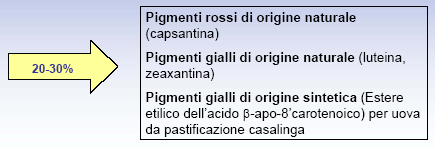 20-30%
Pigmenti rossi di origine naturale
(capsantina)
Pigmenti gialli di origine naturale (luteina,
zeaxantina)
Pigmenti gialli di origine sintetica (Estere
etilico dell'acido β-apo-8'carotenoico) per uova
da pastificazione casalinga